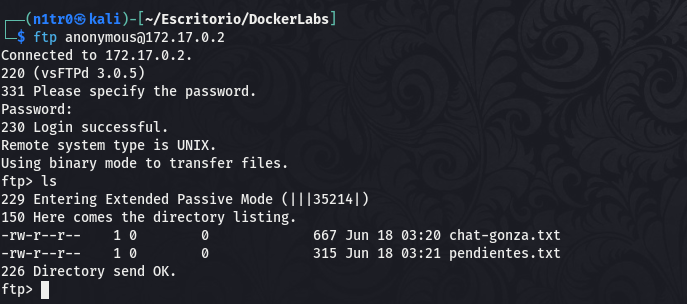 ┌──(n1tr0㉿kali)-[~/Escritorio/DockerLabs]
└─$ ftp anonymous@172.17.0.2
Connected to 172.17.0.2.
220 (vsFTPd 3.0.5)
331 Please specify the password.
Password:
230 Login successful.
Remote system type is UNIX.
Using binary mode to transfer files.
ftp> ls
229 Entering Extended Passive Mode (|||35214|)
150 Here comes the directory listing.
-rw-r--r--    1 0        0             667 Jun 18 03:20 chat-gonza.txt
-rw-r--r--    1 0        0             315 Jun 18 03:21 pendientes.txt
226 Directory send OK.
ftp>